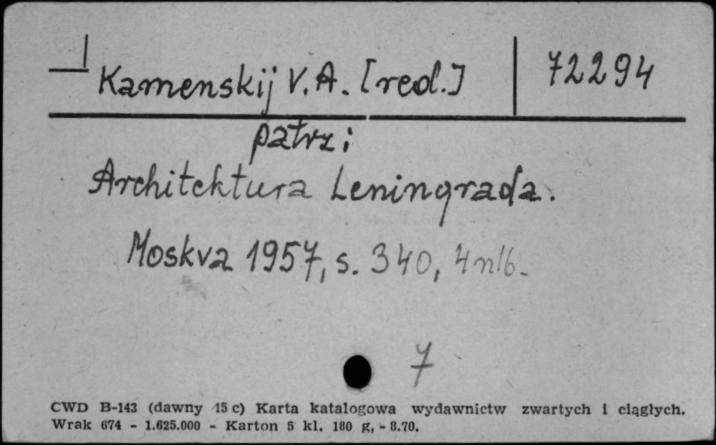 Kamenskij V.A. [red.] 72294
patrz:
Architektura Leningrada.
Moskva 1957, s. 340, 4 nlb.
7
CWD B-143 (dawny 15 c) Karta katalogowa wydawnictw zwartych i ciągłych.
Wrak 674 - 1.625.000 - Karton 5 kl. 180 g, - 8.70.